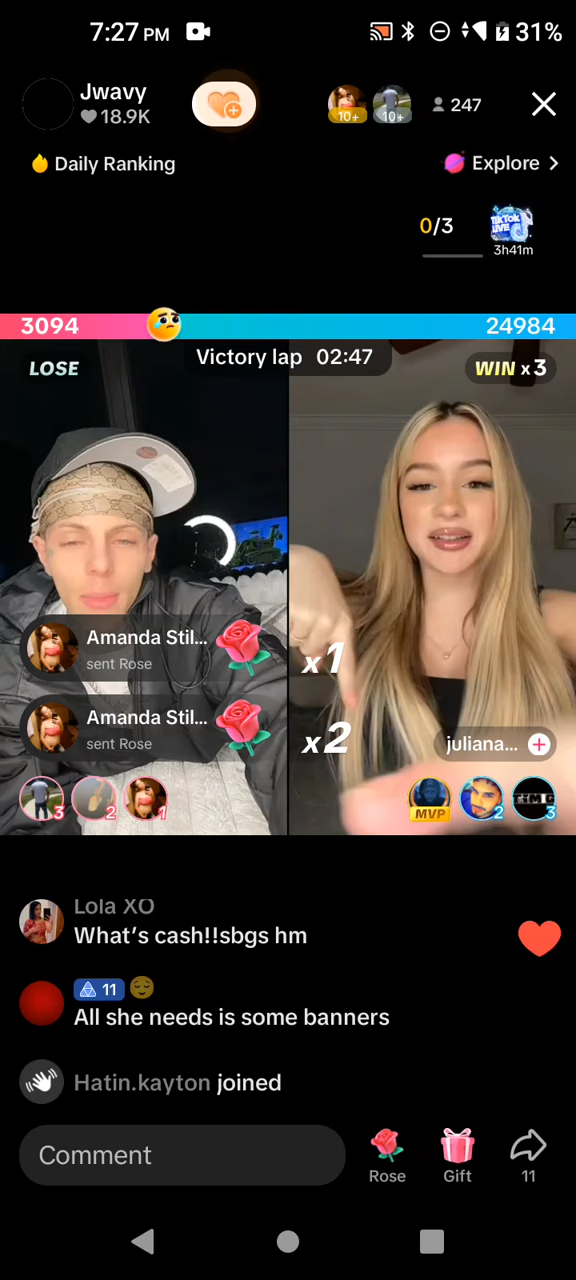 7:27 PM
31%
Jwavy
18.9K
10+
10+
247
Daily Ranking
Explore >
0/3
TikTok LIVE
3h41m
3094
24984
Victory lap 02:47
LOSE
WIN x 3
Amanda Stil...
sent Rose
x1
Amanda Stil...
sent Rose
x2
juliana...
3
2
1
MVP
2
3
Lola XO
What's cash!!sbgs hm
11
All she needs is some banners
Hatin.kayton joined
Comment
Rose
Gift
11